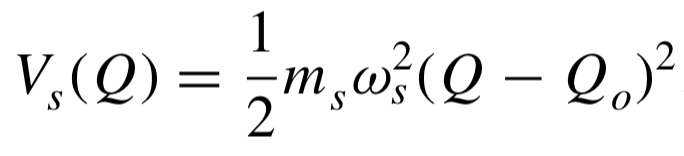 $V_s(Q) = \frac{1}{2} m_s \omega_s^2 (Q - Q_o)^2$